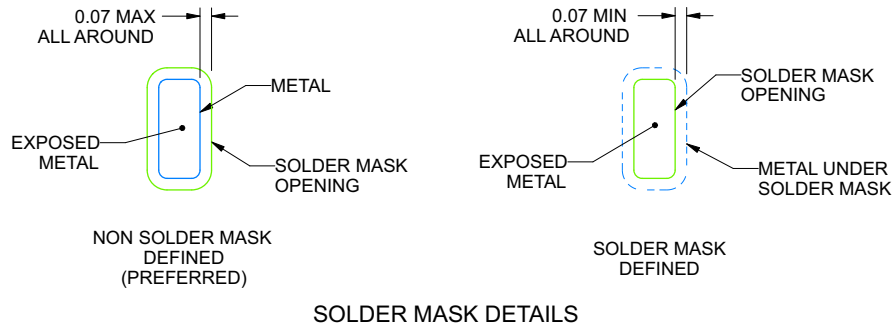 0.07 MAX
ALL AROUND
METAL
EXPOSED
METAL
SOLDER MASK
OPENING
NON SOLDER MASK
DEFINED
(PREFERRED)
0.07 MIN
ALL AROUND
SOLDER MASK
OPENING
EXPOSED
METAL
METAL UNDER
SOLDER MASK
SOLDER MASK
DEFINED
SOLDER MASK DETAILS